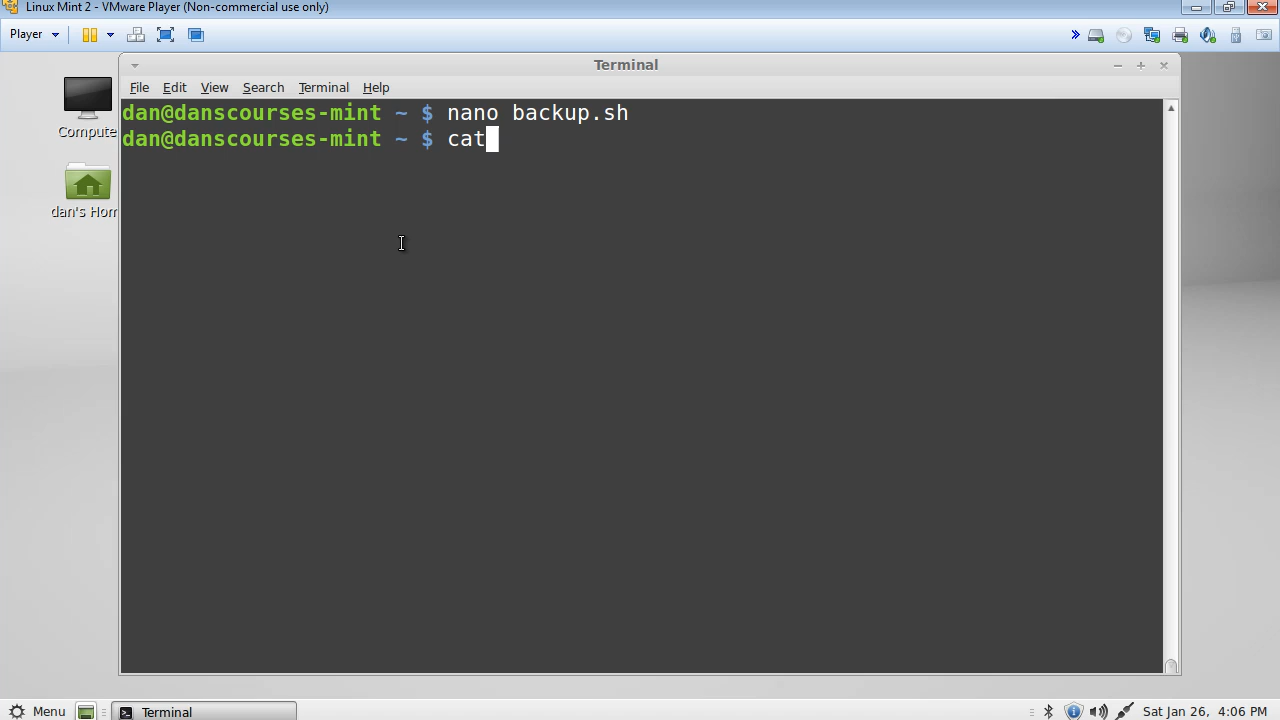 Linux Mint 2 - VMware Player (Non-commercial use only)
Player
Terminal
File Edit View Search Terminal Help
dan@danscourses-mint ~ $ nano backup.sh
dan@danscourses-mint ~ $ cat
Compute
dan's Hom
Menu Terminal Sat Jan 26, 4:06 PM